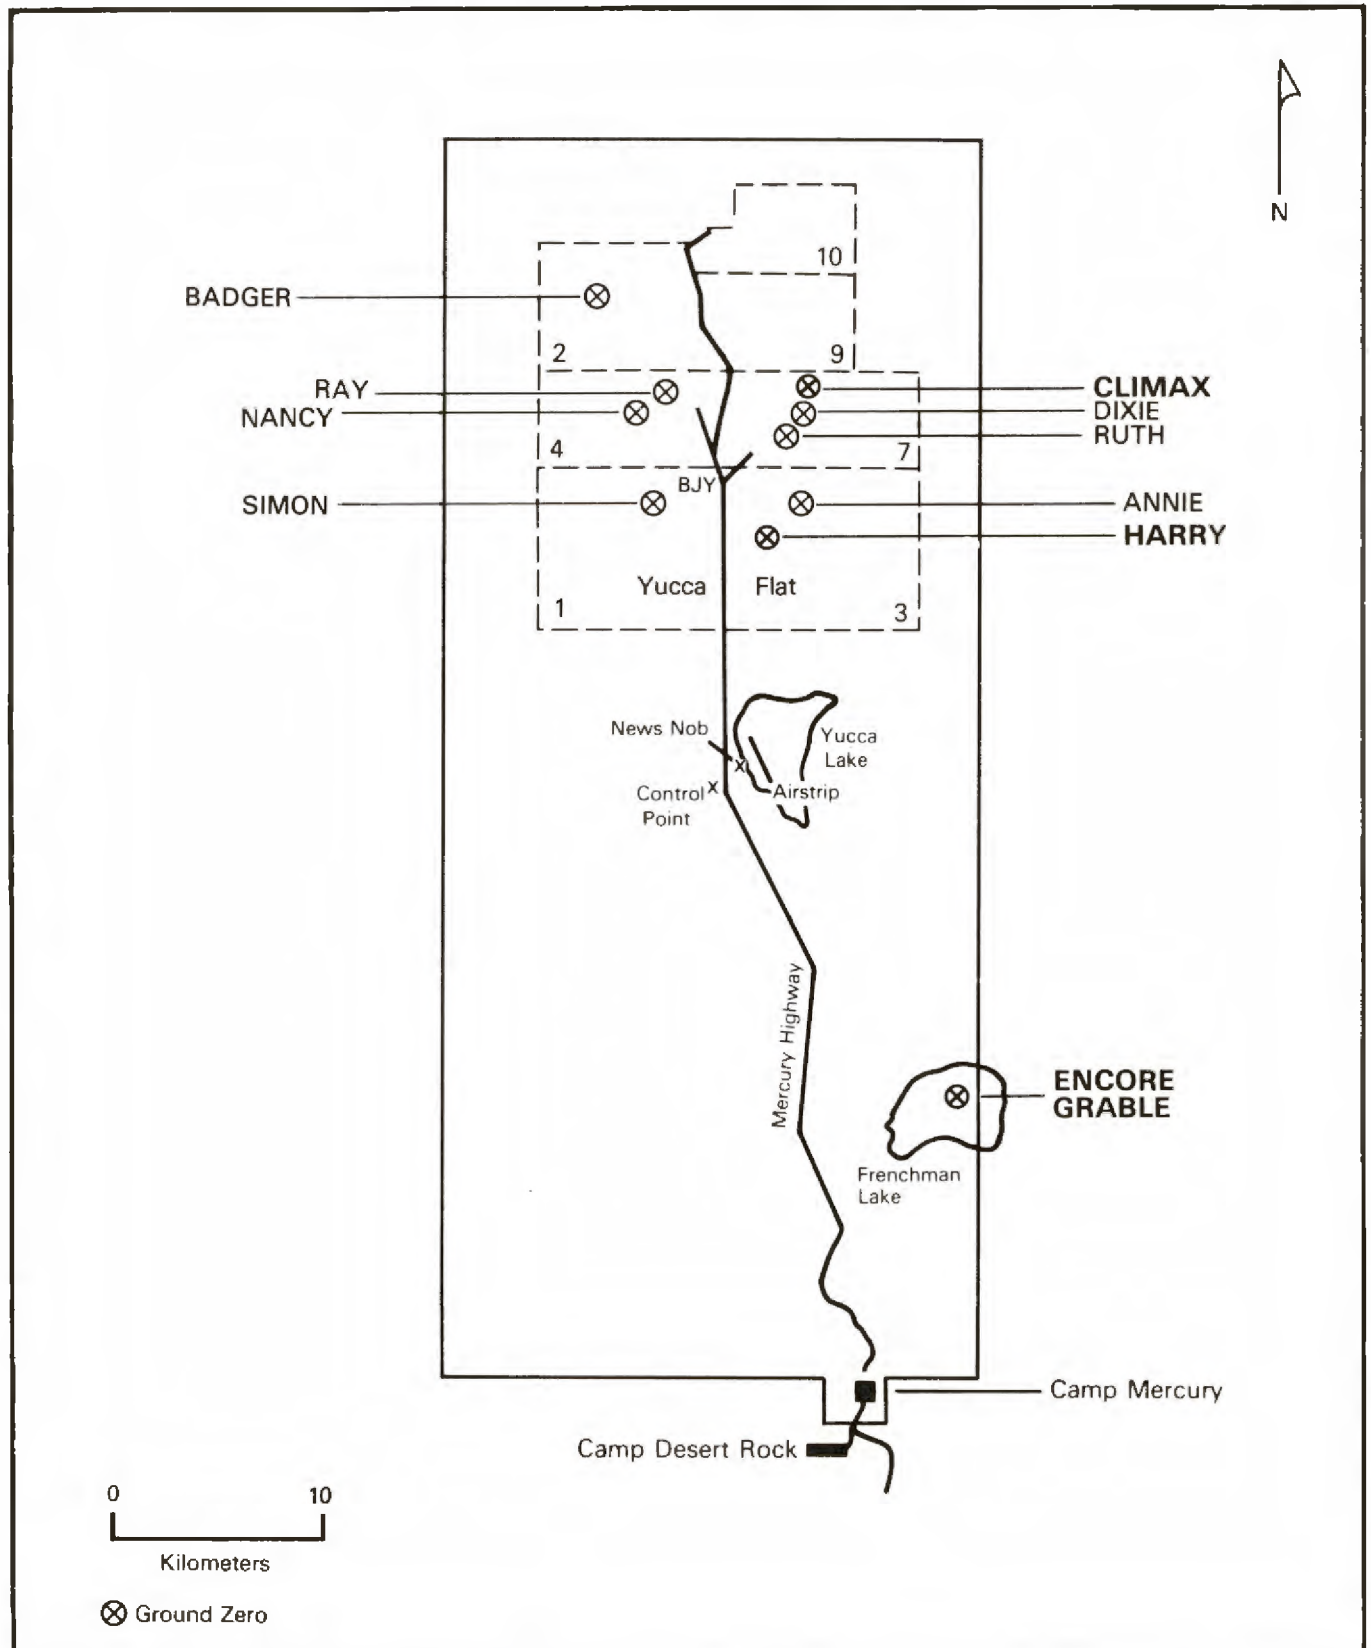 N
10
BADGER
2
9
RAY
CLIMAX
NANCY
DIXIE
RUTH
4
7
BJY
SIMON
ANNIE
HARRY
Yucca Flat
1
3
News Nob
Yucca
Lake
Control
Point
x
x
Airstrip
Mercury Highway
ENCORE
GRABLE
Frenchman
Lake
Camp Mercury
Camp Desert Rock
0 10
Kilometers
Ground Zero